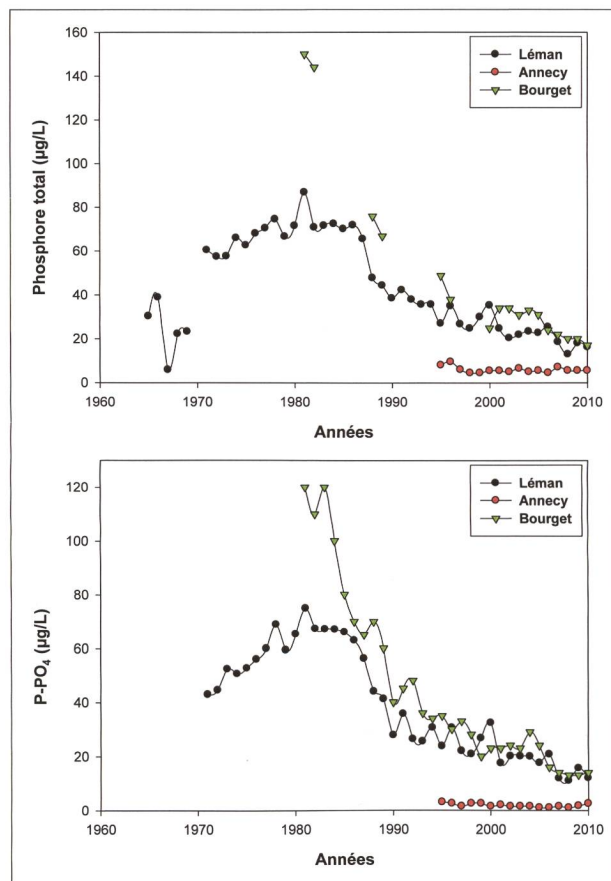 160
140
120
100
80
60
40
20
0
Phosphore total (µg/L)
Léman
Annecy
Bourget
1960 1970 1980 1990 2000 2010
Années
120
100
80
60
40
20
0
P-PO4 (µg/L)
Léman
Annecy
Bourget
1960 1970 1980 1990 2000 2010
Années